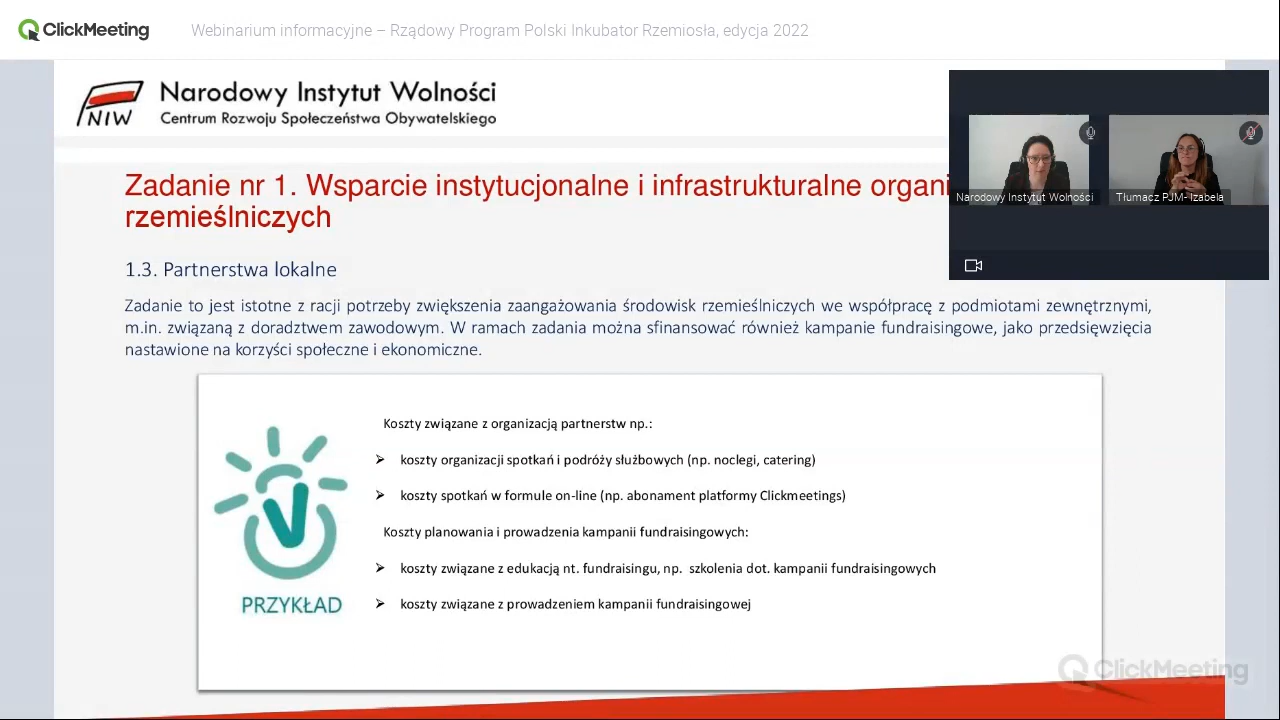 ClickMeeting
Webinarium informacyjne – Rządowy Program Polski Inkubator Rzemiosła, edycja 2022
NIW
Narodowy Instytut Wolności
Centrum Rozwoju Społeczeństwa Obywatelskiego
Narodowy Instytut Wolności
Tłumacz PJM- Izabela
Zadanie nr 1. Wsparcie instytucjonalne i infrastrukturalne organi
rzemieślniczych
1.3. Partnerstwa lokalne
Zadanie to jest istotne z racji potrzeby zwiększenia zaangażowania środowisk rzemieślniczych we współpracę z podmiotami zewnętrznymi,
m.in. związaną z doradztwem zawodowym. W ramach zadania można sfinansować również kampanie fundraisingowe, jako przedsięwzięcia
nastawione na korzyści społeczne i ekonomiczne.
Koszty związane z organizacją partnerstw np.:
koszty organizacji spotkań i podróży służbowych (np. noclegi, catering)
koszty spotkań w formule on-line (np. abonament platformy Clickmeetings)
Koszty planowania i prowadzenia kampanii fundraisingowych:
koszty związane z edukacją nt. fundraisingu, np. szkolenia dot. kampanii fundraisingowych
koszty związane z prowadzeniem kampanii fundraisingowej
PRZYKŁAD
ClickMeeting